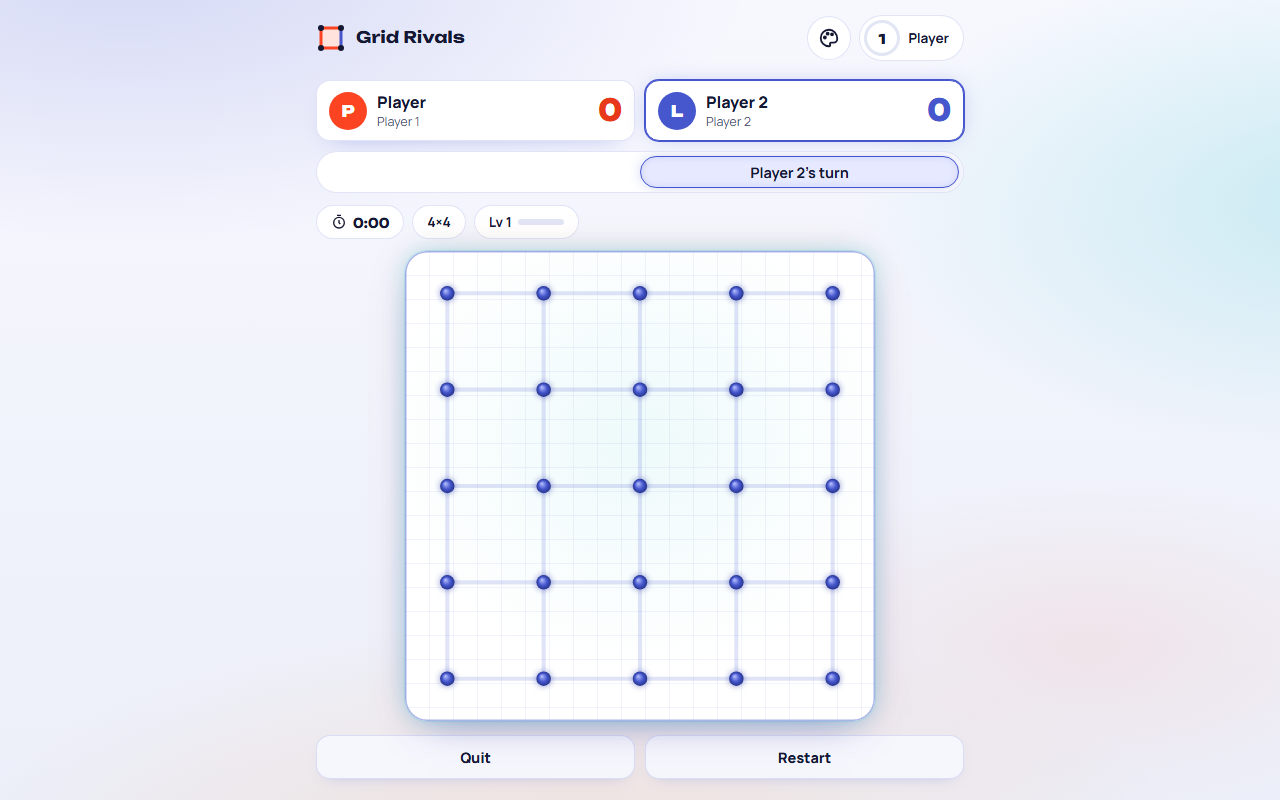 Grid Rivals
1 Player
P Player 0
Player 1
L Player 2 0
Player 2
Player 2's turn
0:00 4×4 Lv 1
Quit Restart